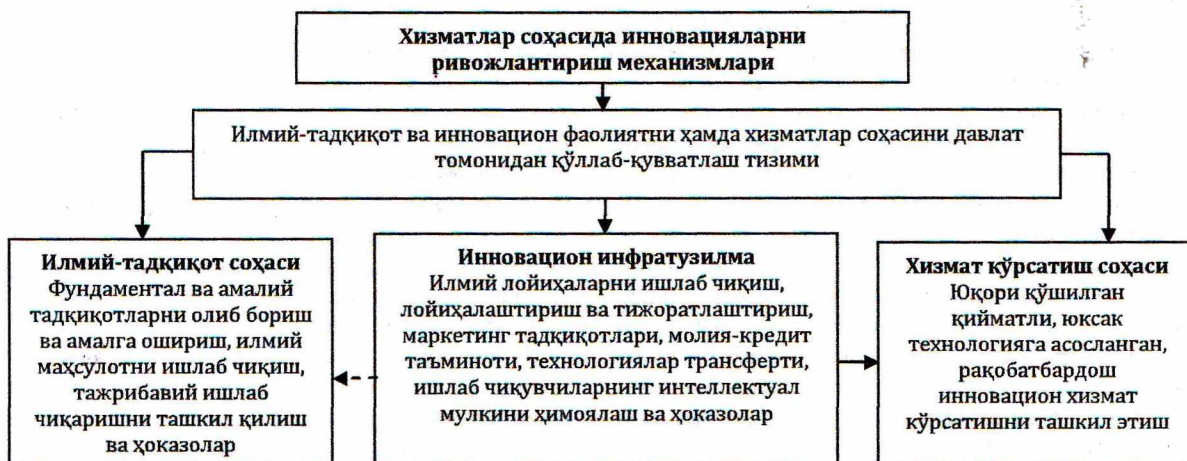 Хизматлар соҳасида инновацияларни
ривожлантириш механизмлари
Илмий-тадқиқот ва инновацион фаолиятни ҳамда хизматлар соҳасини давлат
томонидан қўллаб-қувватлаш тизими
Илмий-тадқиқот соҳаси
Фундаментал ва амалий
тадқиқотларни олиб бориш
ва амалга ошириш, илмий
маҳсулотни ишлаб чиқиш,
тажрибавий ишлаб
чиқаришни ташкил қилиш
ва ҳоказолар
Инновацион инфратузилма
Илмий лойиҳаларни ишлаб чиқиш,
лойиҳалаштириш ва тижоратлаштириш,
маркетинг тадқиқотлари, молия-кредит
таъминоти, технологиялар трансферти,
ишлаб чиқувчиларнинг интеллектуал
мулкини ҳимоялаш ва ҳоказолар
Хизмат кўрсатиш соҳаси
Юқори қўшилган
қийматли, юксак
технологияга асосланган,
рақобатбардош
инновацион хизмат
кўрсатишни ташкил этиш